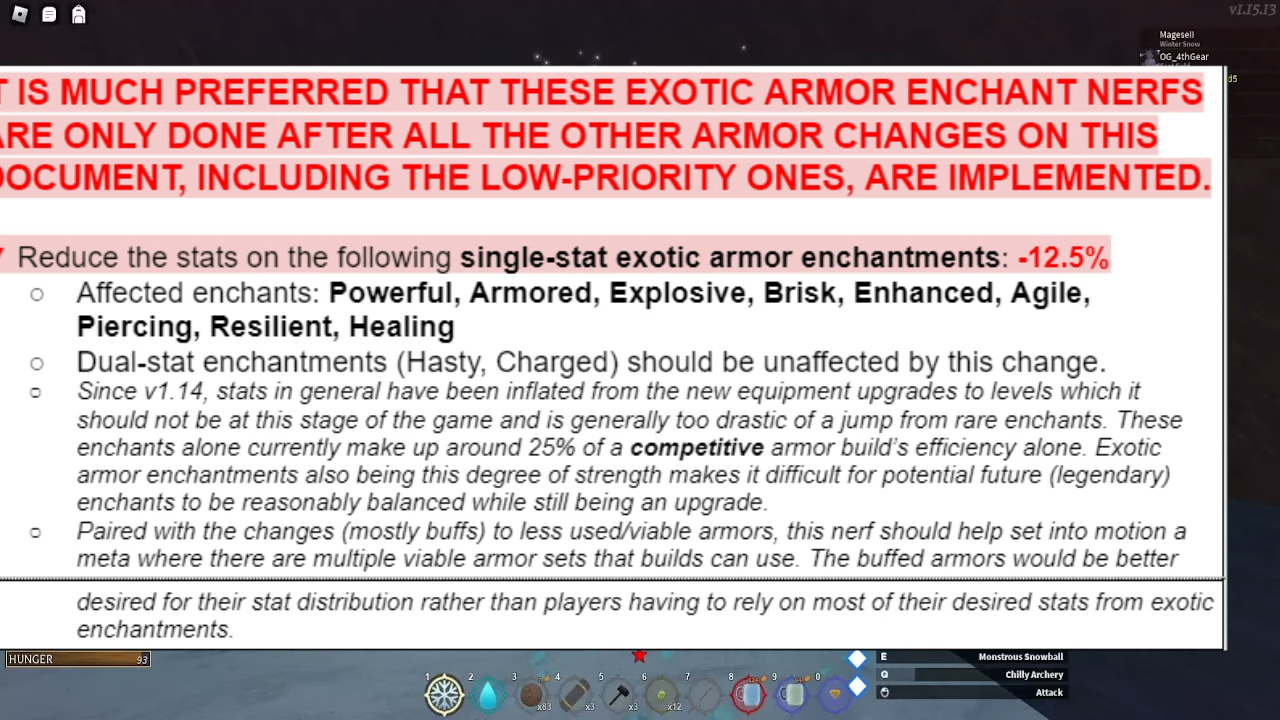 v1.15.13
Magesell
Winter Snow
OG_4thGear
d5
T IS MUCH PREFERRED THAT THESE EXOTIC ARMOR ENCHANT NERFS
ARE ONLY DONE AFTER ALL THE OTHER ARMOR CHANGES ON THIS
DOCUMENT, INCLUDING THE LOW-PRIORITY ONES, ARE IMPLEMENTED.
Reduce the stats on the following single-stat exotic armor enchantments: -12.5%
○ Affected enchants: Powerful, Armored, Explosive, Brisk, Enhanced, Agile,
Piercing, Resilient, Healing
○ Dual-stat enchantments (Hasty, Charged) should be unaffected by this change.
○ Since v1.14, stats in general have been inflated from the new equipment upgrades to levels which it
should not be at this stage of the game and is generally too drastic of a jump from rare enchants. These
enchants alone currently make up around 25% of a competitive armor build's efficiency alone. Exotic
armor enchantments also being this degree of strength makes it difficult for potential future (legendary)
enchants to be reasonably balanced while still being an upgrade.
○ Paired with the changes (mostly buffs) to less used/viable armors, this nerf should help set into motion a
meta where there are multiple viable armor sets that builds can use. The buffed armors would be better
desired for their stat distribution rather than players having to rely on most of their desired stats from exotic
enchantments.
HUNGER 93
E Monstrous Snowball
Q Chilly Archery
Attack
1 2 3 4 5 6 7 8 9 0
x83 x3 x3 x12